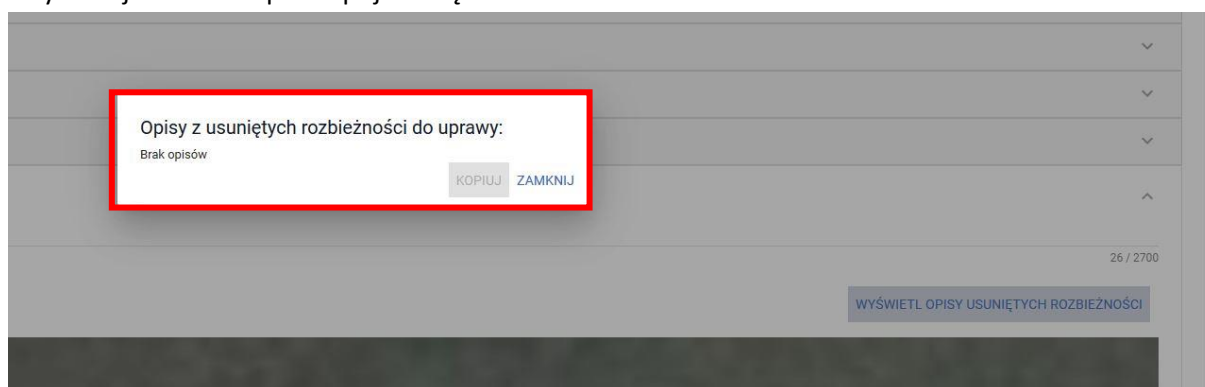 Opisy z usuniętych rozbieżności do uprawy:
Brak opisów
KOPIUJ ZAMKNIJ
26 / 2700
WYŚWIETL OPISY USUNIĘTYCH ROZBIEŻNOŚCI